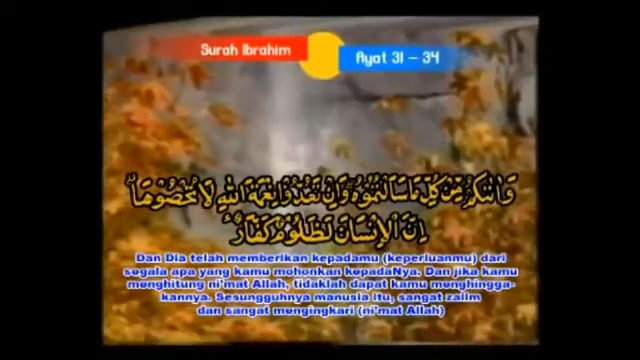 Surah Ibrahim
Ayat 31 - 34
وَآتَاكُم مِّن كُلِّ مَا سَأَلْتُمُوهُ وَإِن تَعُدُّوا نِعْمَةَ اللَّهِ لَا تُحْصُوهَا
إِنَّ الْإِنسَانَ لَظَلُومٌ كَفَّارٌ
Dan Dia telah memberikan kepadamu (keperluanmu) dari
segala apa yang kamu mohonkan kepadaNya. Dan jika kamu
menghitung ni'mat Allah, tidaklah dapat kamu menghingga-
kannya. Sesungguhnya manusia itu, sangat zalim
dan sangat mengingkari (ni'mat Allah)